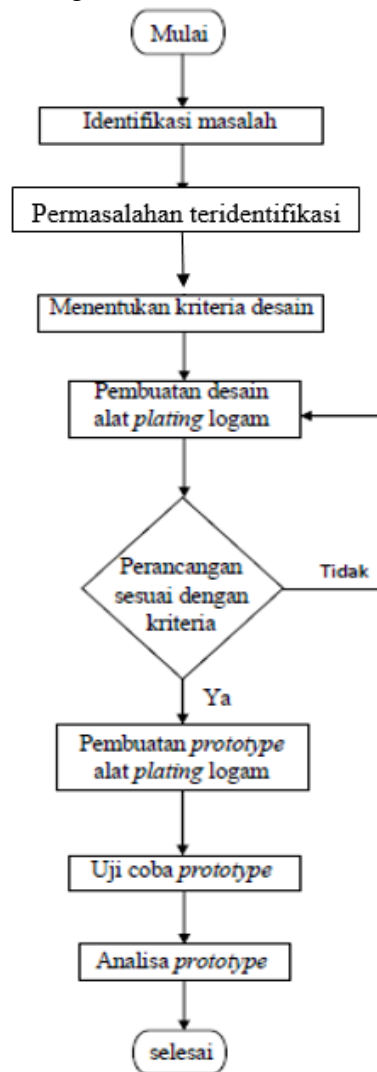 Mulai
Identifikasi masalah
Permasalahan teridentifikasi
Menentukan kriteria desain
Pembuatan desain
alat plating logam
Perancangan
sesuai dengan
kriteria
Tidak
Ya
Pembuatan prototype
alat plating logam
Uji coba prototype
Analisa prototype
selesai